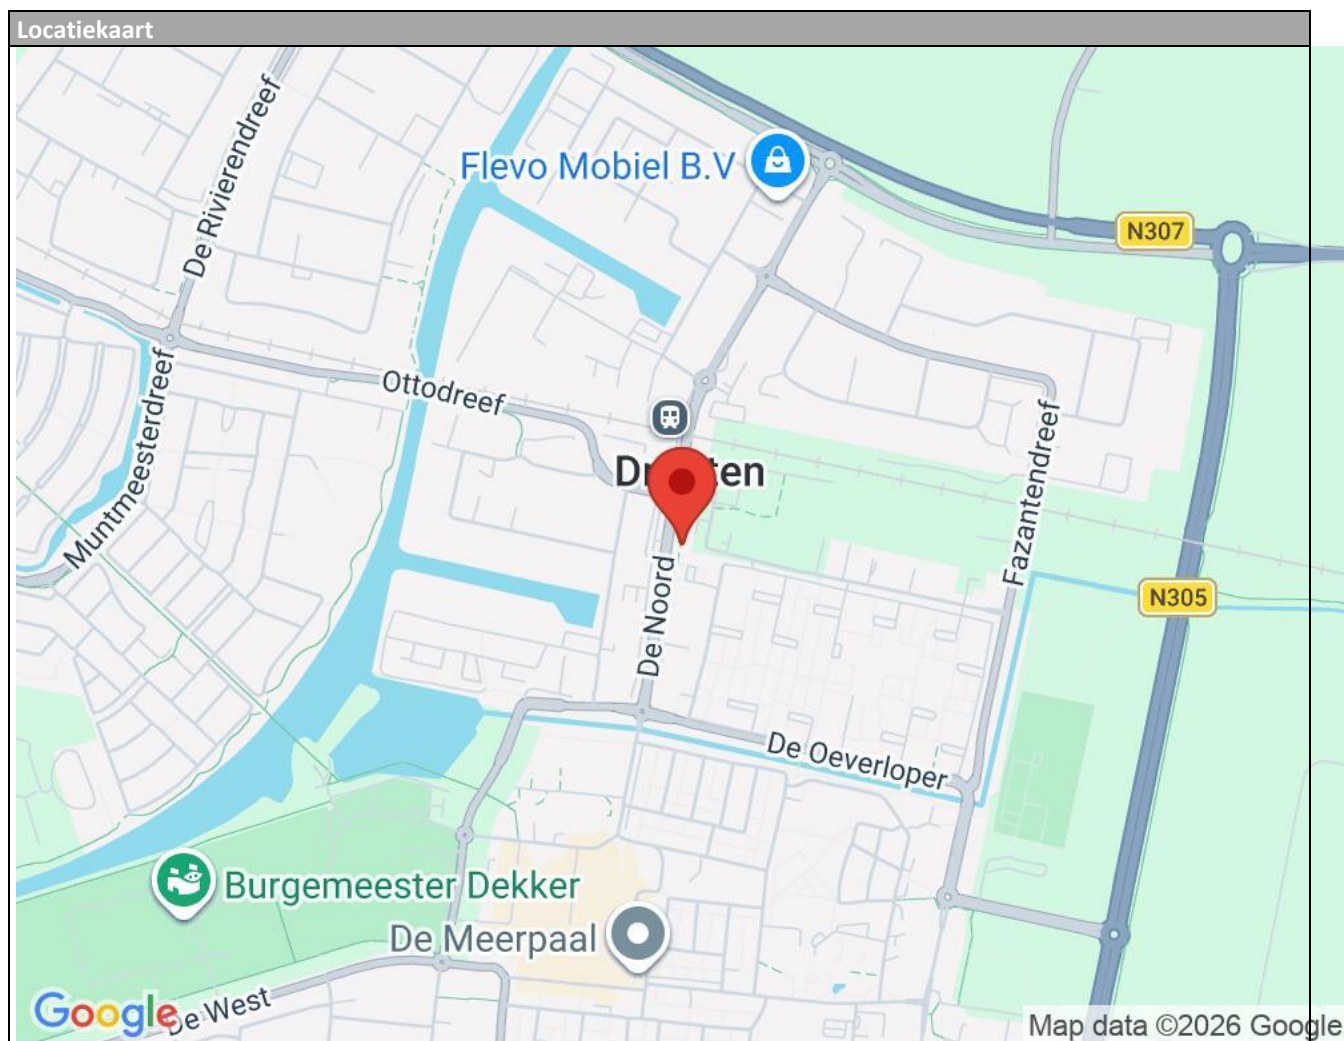 Locatiekaart
De Rivierendreef
Flevo Mobiel B.V
N307
Ottodreef
Muntmeesterdreef
Fazantendreef
N305
De Noord
De Oeverloper
Burgemeester Dekker
De Meerpaal
De West
Google
Map data ©2026 Google